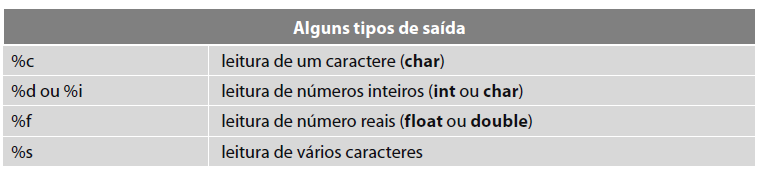 Alguns tipos de saída
%c leitura de um caractere (char)
%d ou %i leitura de números inteiros (int ou char)
%f leitura de número reais (float ou double)
%s leitura de vários caracteres